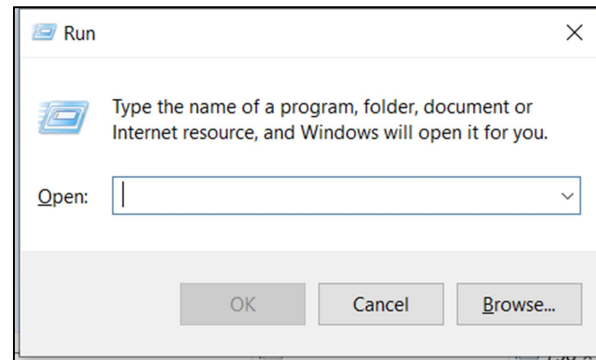 Run
Type the name of a program, folder, document or
Internet resource, and Windows will open it for you.
Open:
OK Cancel Browse...